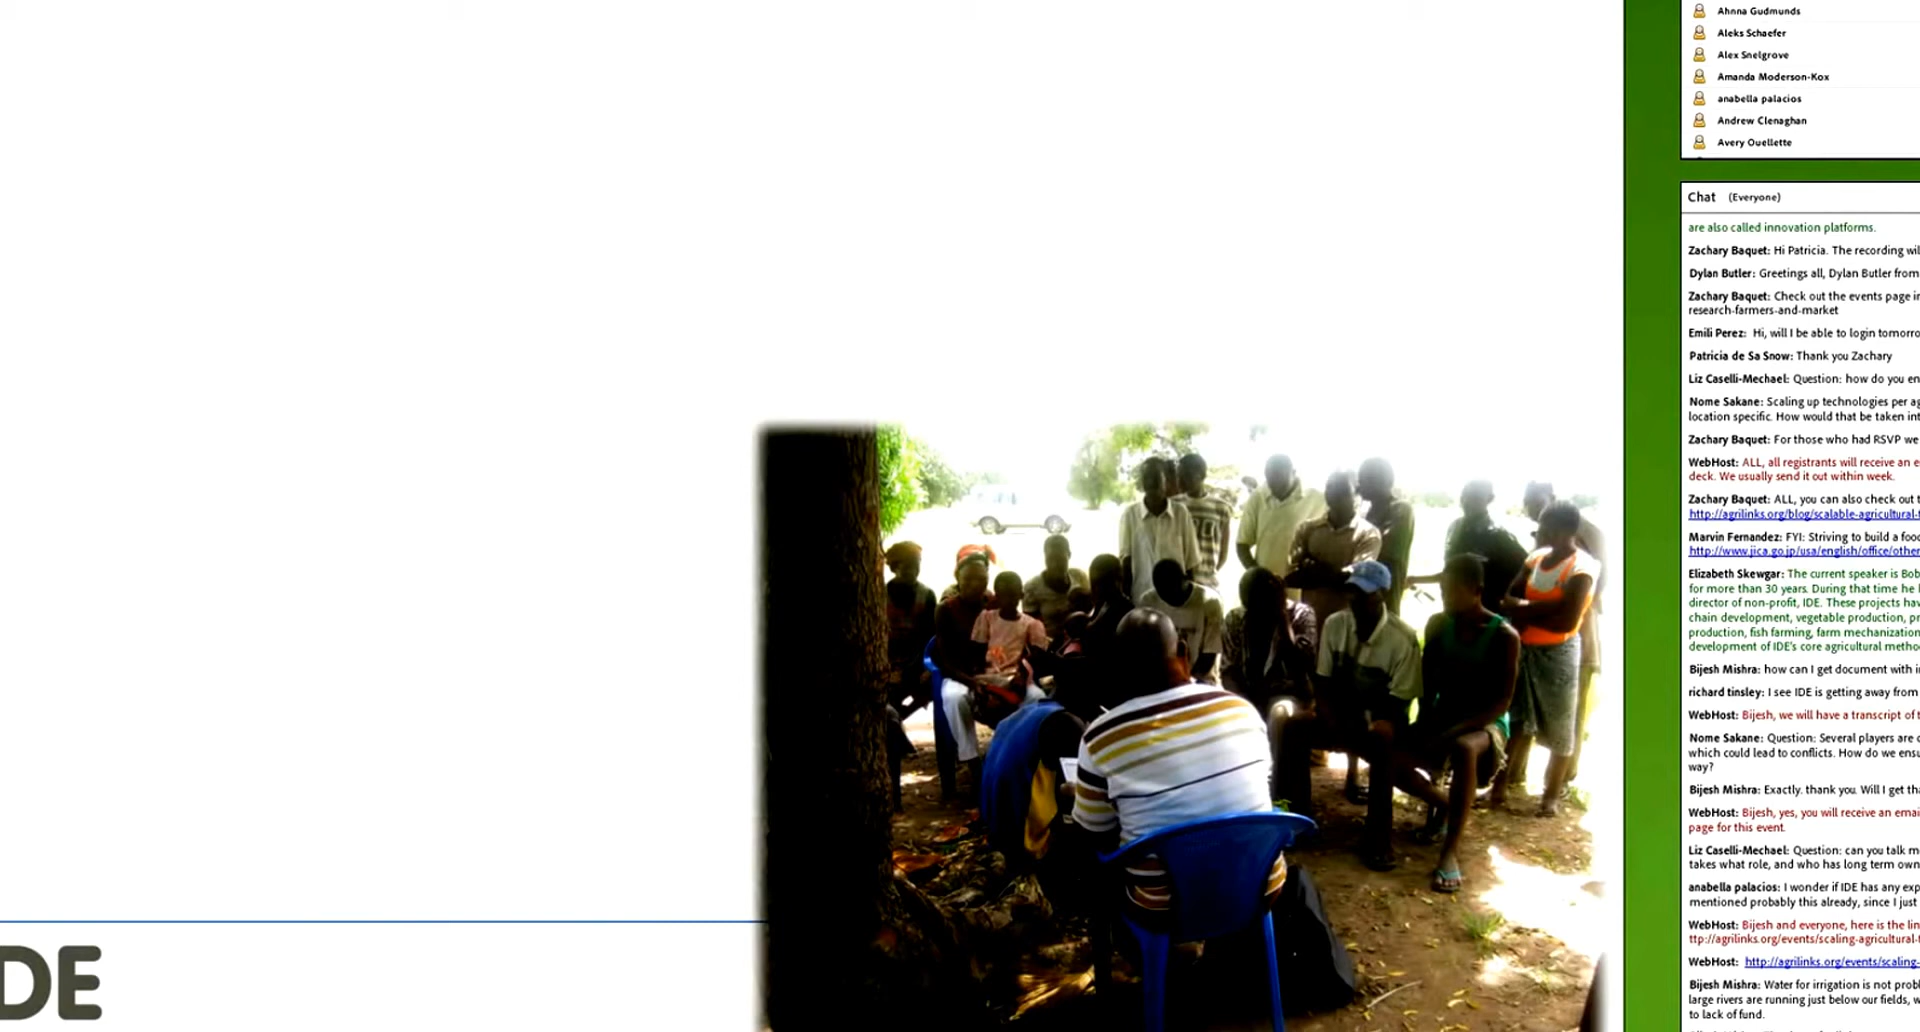 Ahnna Gudmunds
Aleks Schaefer
Alex Snelgrove
Amanda Moderson-Kox
anabella palacios
Andrew Clenaghan
Avery Ouellette
Chat (Everyone)
are also called innovation platforms.
Zachary Baquet: Hi Patricia. The recording wil
Dylan Butler: Greetings all, Dylan Butler from
Zachary Baquet: Check out the events page in
research-farmers-and-market
Emili Perez: Hi, will I be able to login tomorro
Patricia de Sa Snow: Thank you Zachary
Liz Caselli-Mechael: Question: how do you en
Nome Sakane: Scaling up technologies per ag
location specific. How would that be taken int
Zachary Baquet: For those who had RSVP we
WebHost: ALL, all registrants will receive an e
deck. We usually send it out within week.
Zachary Baquet: ALL, you can also check out t
http://agrilinks.org/blog/scalable-agricultural-t
Marvin Fernandez: FYI: Striving to build a food
http://www.jica.go.jp/usa/english/office/other
Elizabeth Skewgar: The current speaker is Bob
for more than 30 years. During that time he h
director of non-profit, IDE. These projects hav
chain development, vegetable production, pr
production, fish farming, farm mechanization
development of IDE's core agricultural metho
Bijesh Mishra: how can I get document with in
richard tinsley: I see IDE is getting away from
WebHost: Bijesh, we will have a transcript of t
Nome Sakane: Question: Several players are c
which could lead to conflicts. How do we ensu
way?
Bijesh Mishra: Exactly. thank you. Will I get tha
WebHost: Bijesh, yes, you will receive an emai
page for this event.
Liz Caselli-Mechael: Question: can you talk m
takes what role, and who has long term own
anabella palacios: I wonder if IDE has any exp
mentioned probably this already, since I just
WebHost: Bijesh and everyone, here is the lin
ttp://agrilinks.org/events/scaling-agricultural-t
WebHost: http://agrilinks.org/events/scaling-
Bijesh Mishra: Water for irrigation is not probl
large rivers are running just below our fields, w
to lack of fund.
DE